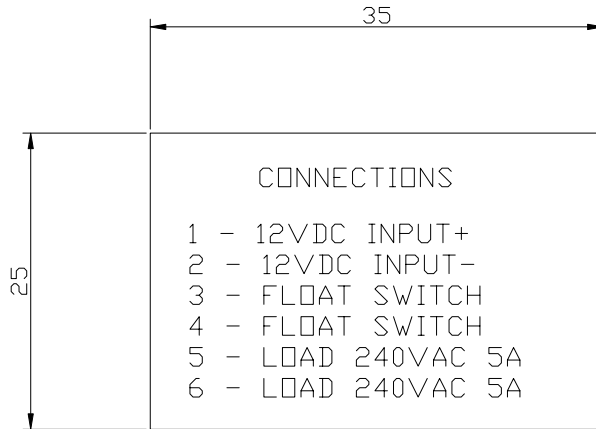 35
CONNECTIONS
1 - 12VDC INPUT+
2 - 12VDC INPUT-
3 - FLOAT SWITCH
4 - FLOAT SWITCH
5 - LOAD 240VAC 5A
6 - LOAD 240VAC 5A
25